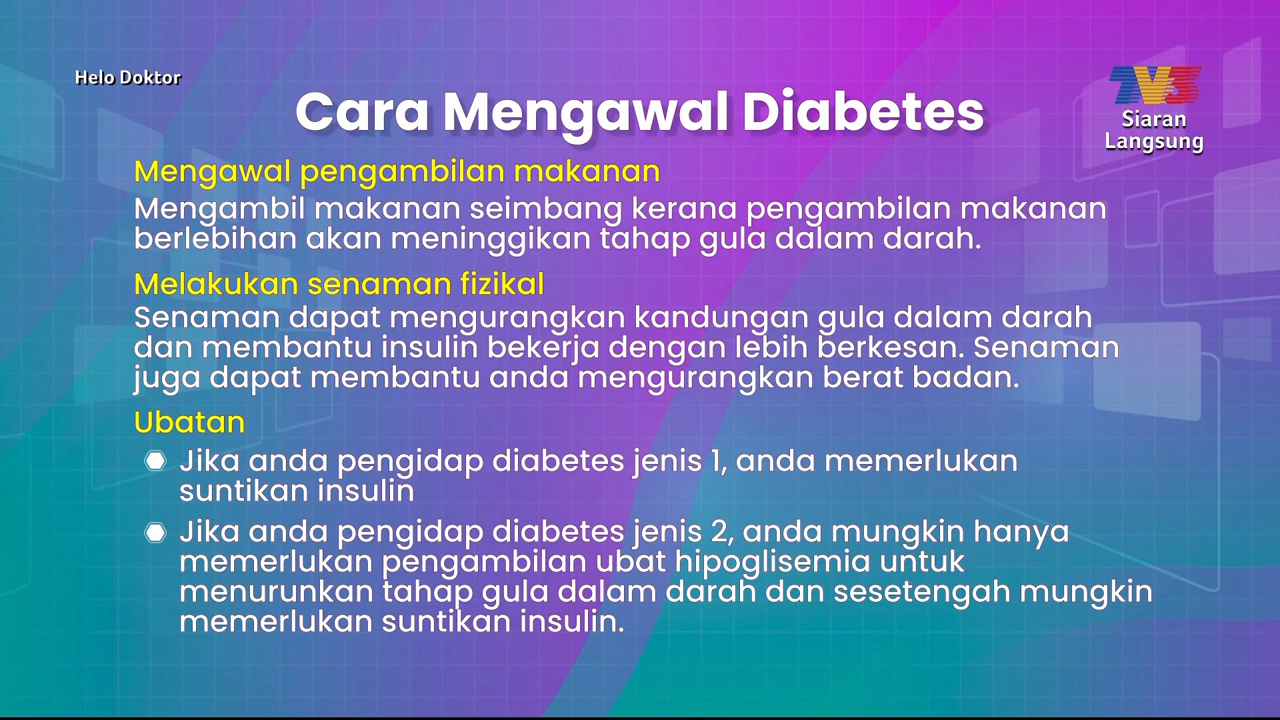 Helo Doktor
TV3
Siaran
Langsung
Cara Mengawal Diabetes
Mengawal pengambilan makanan
Mengambil makanan seimbang kerana pengambilan makanan
berlebihan akan meninggikan tahap gula dalam darah.
Melakukan senaman fizikal
Senaman dapat mengurangkan kandungan gula dalam darah
dan membantu insulin bekerja dengan lebih berkesan. Senaman
juga dapat membantu anda mengurangkan berat badan.
Ubatan
Jika anda pengidap diabetes jenis 1, anda memerlukan
suntikan insulin
Jika anda pengidap diabetes jenis 2, anda mungkin hanya
memerlukan pengambilan ubat hipoglisemia untuk
menurunkan tahap gula dalam darah dan sesetengah mungkin
memerlukan suntikan insulin.